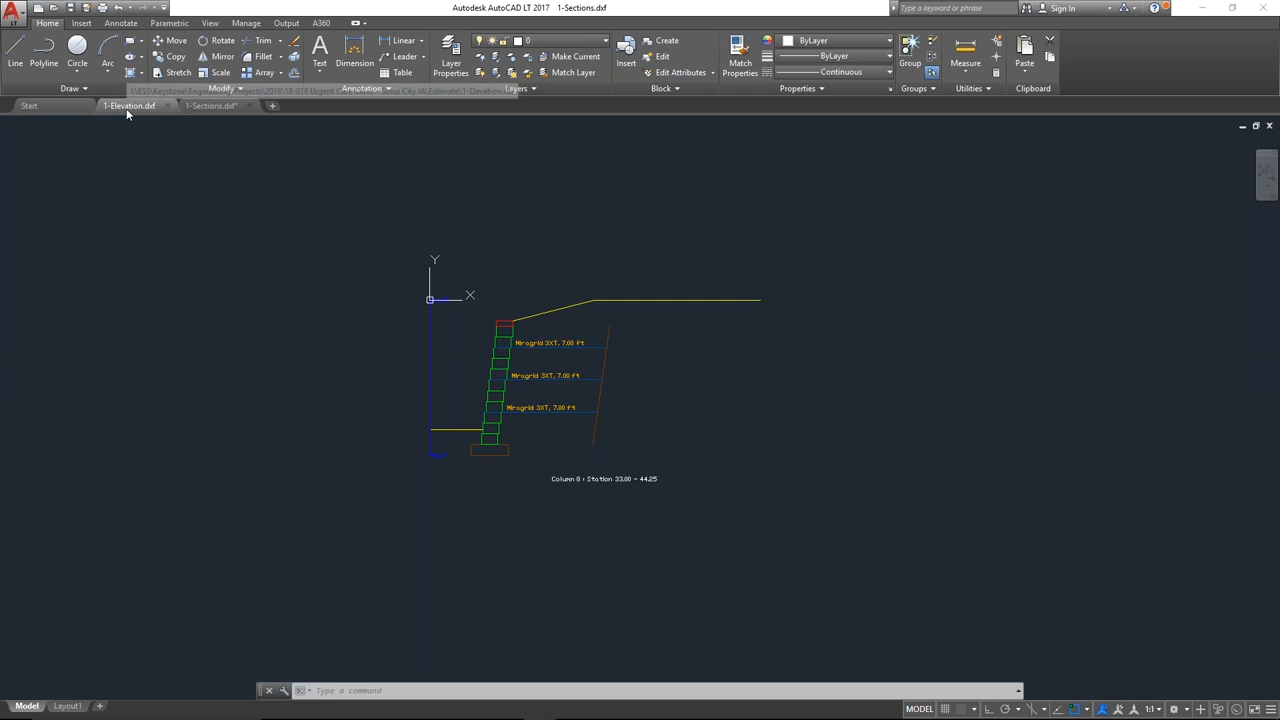 Autodesk AutoCAD LT 2017 1-Sections.dxf
Type a keyword or phrase
Sign In
LT
Home Insert Annotate Parametric View Manage Output A360
Line Polyline Circle Arc
Move Rotate Trim
Copy Mirror Fillet
Stretch Scale Array
Text Dimension
Linear
Leader
Table
Layer Properties
0
Make Current
Match Layer
Insert
Create
Edit
Edit Attributes
Match Properties
ByLayer
ByLayer
Continuous
Group
Measure
Paste
Draw Modify Annotation Layers Block Properties Groups Utilities Clipboard
Start 1-Elevation.dxf 1-Sections.dxf*
Y
X
Miragrid 3XT, 7.00 ft
Miragrid 3XT, 7.00 ft
Miragrid 3XT, 7.00 ft
Column 8 : Station 33.00 - 44.25
Type a command
Model Layout1
MODEL
1:1